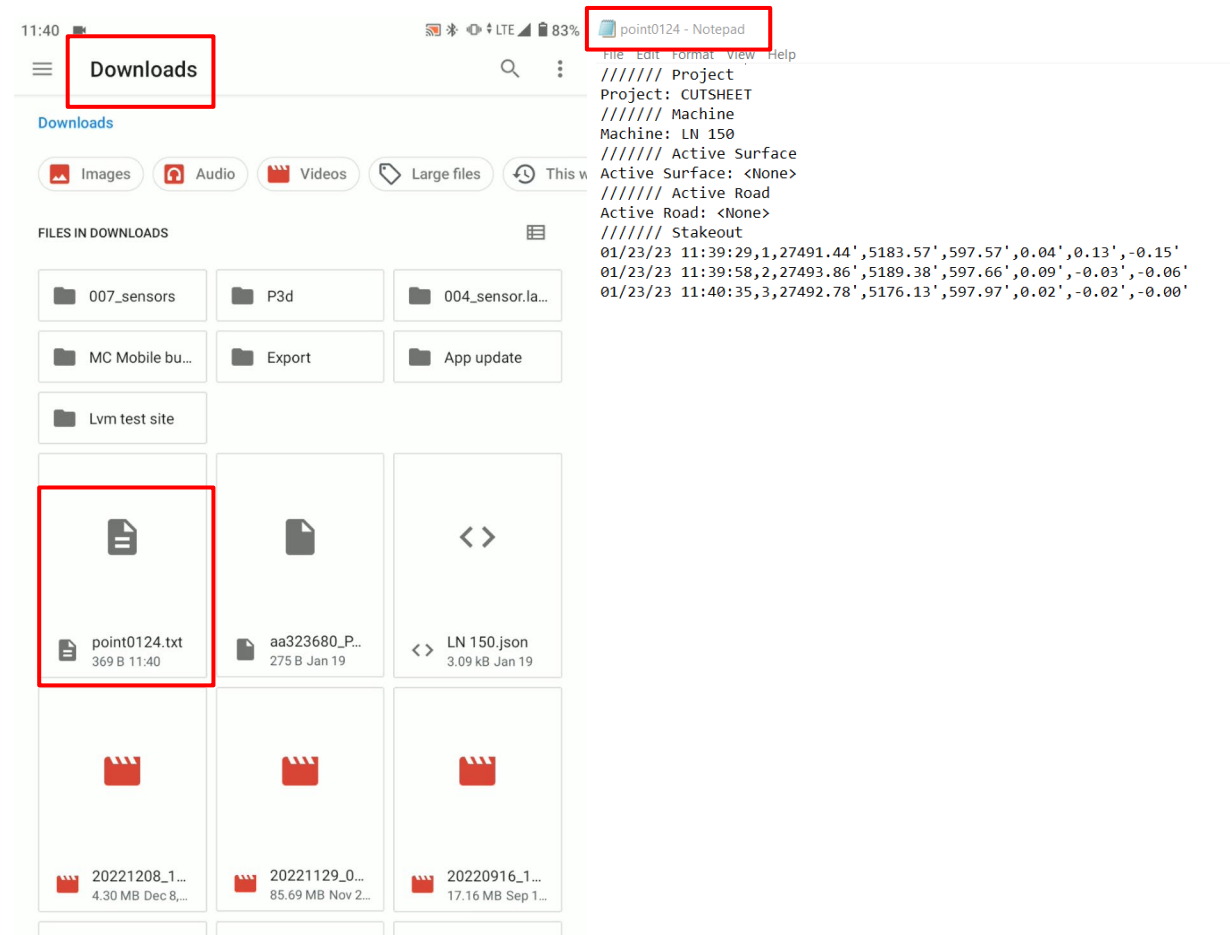 11:40 LTE 83%
Downloads
Downloads
Images Audio Videos Large files This w
FILES IN DOWNLOADS
007_sensors P3d 004_sensor.la...
MC Mobile bu... Export App update
Lvm test site
point0124.txt aa323680_P... LN 150.json
369 B 11:40 275 B Jan 19 3.09 kB Jan 19
20221208_1... 20221129_0... 20220916_1...
4.30 MB Dec 8,... 85.69 MB Nov 2... 17.16 MB Sep 1...
point0124 - Notepad
File Edit Format View Help
/////// Project
Project: CUTSHEET
/////// Machine
Machine: LN 150
/////// Active Surface
Active Surface: <None>
/////// Active Road
Active Road: <None>
/////// Stakeout
01/23/23 11:39:29,1,27491.44',5183.57',597.57',0.04',0.13',-0.15'
01/23/23 11:39:58,2,27493.86',5189.38',597.66',0.09',-0.03',-0.06'
01/23/23 11:40:35,3,27492.78',5176.13',597.97',0.02',-0.02',-0.00'